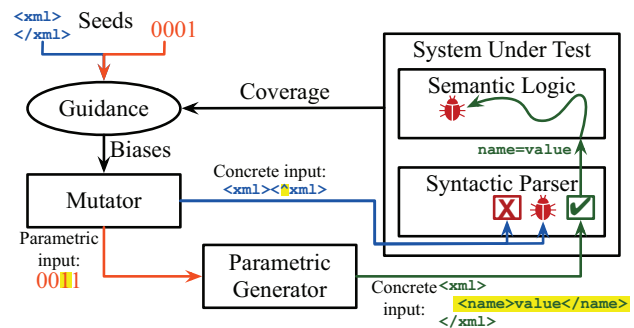 <xml>
</xml>
Seeds
0001
System Under Test
Semantic Logic
Guidance
Coverage
Biases
name=value
Concrete input:
<xml><^xml>
Mutator
Syntactic Parser
X
✔
Parametric
input:
0011
Parametric
Generator
Concrete
input:
<xml>
<name>value</name>
</xml>